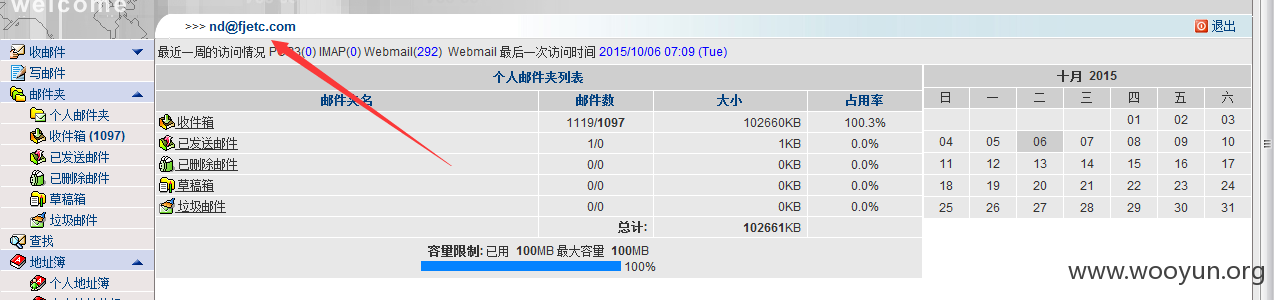 welcome
>>> nd@fjetc.com
退出
最近一周的访问情况 P 3(0) IMAP(0) Webmail(292) Webmail 最后一次访问时间 2015/10/06 07:09 (Tue)
收邮件
写邮件
邮件夹
个人邮件夹
收件箱 (1097)
已发送邮件
已删除邮件
草稿箱
垃圾邮件
查找
地址簿
个人地址簿
个人邮件夹列表
邮件夹名 邮件数 大小 占用率
收件箱 1119/1097 102660KB 100.3%
已发送邮件 1/0 1KB 0.0%
已删除邮件 0/0 0KB 0.0%
草稿箱 0/0 0KB 0.0%
垃圾邮件 0/0 0KB 0.0%
总计: 102661KB
容量限制: 已用 100MB 最大容量 100MB
100%
十月 2015
日 一 二 三 四 五 六
01 02 03
04 05 06 07 08 09 10
11 12 13 14 15 16 17
18 19 20 21 22 23 24
25 26 27 28 29 30 31
www.wooyun.org